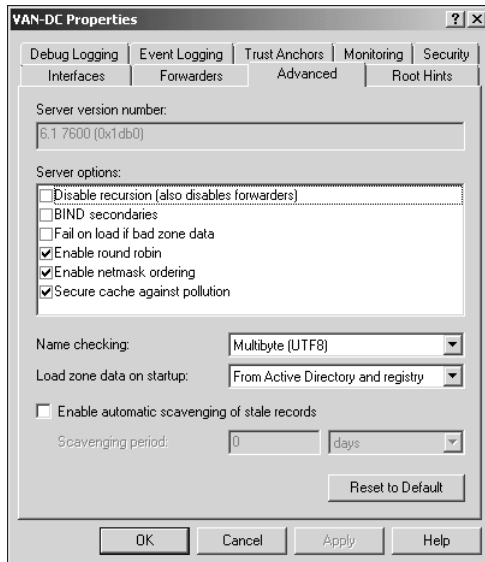 VAN-DC Properties
Debug Logging Event Logging Trust Anchors Monitoring Security
Interfaces Forwarders Advanced Root Hints
Server version number:
6.1 7600 (0x1db0)
Server options:
Disable recursion (also disables forwarders)
BIND secondaries
Fail on load if bad zone data
Enable round robin
Enable netmask ordering
Secure cache against pollution
Name checking: Multibyte (UTF8)
Load zone data on startup: From Active Directory and registry
Enable automatic scavenging of stale records
Scavenging period: 0 days
Reset to Default
OK Cancel Apply Help